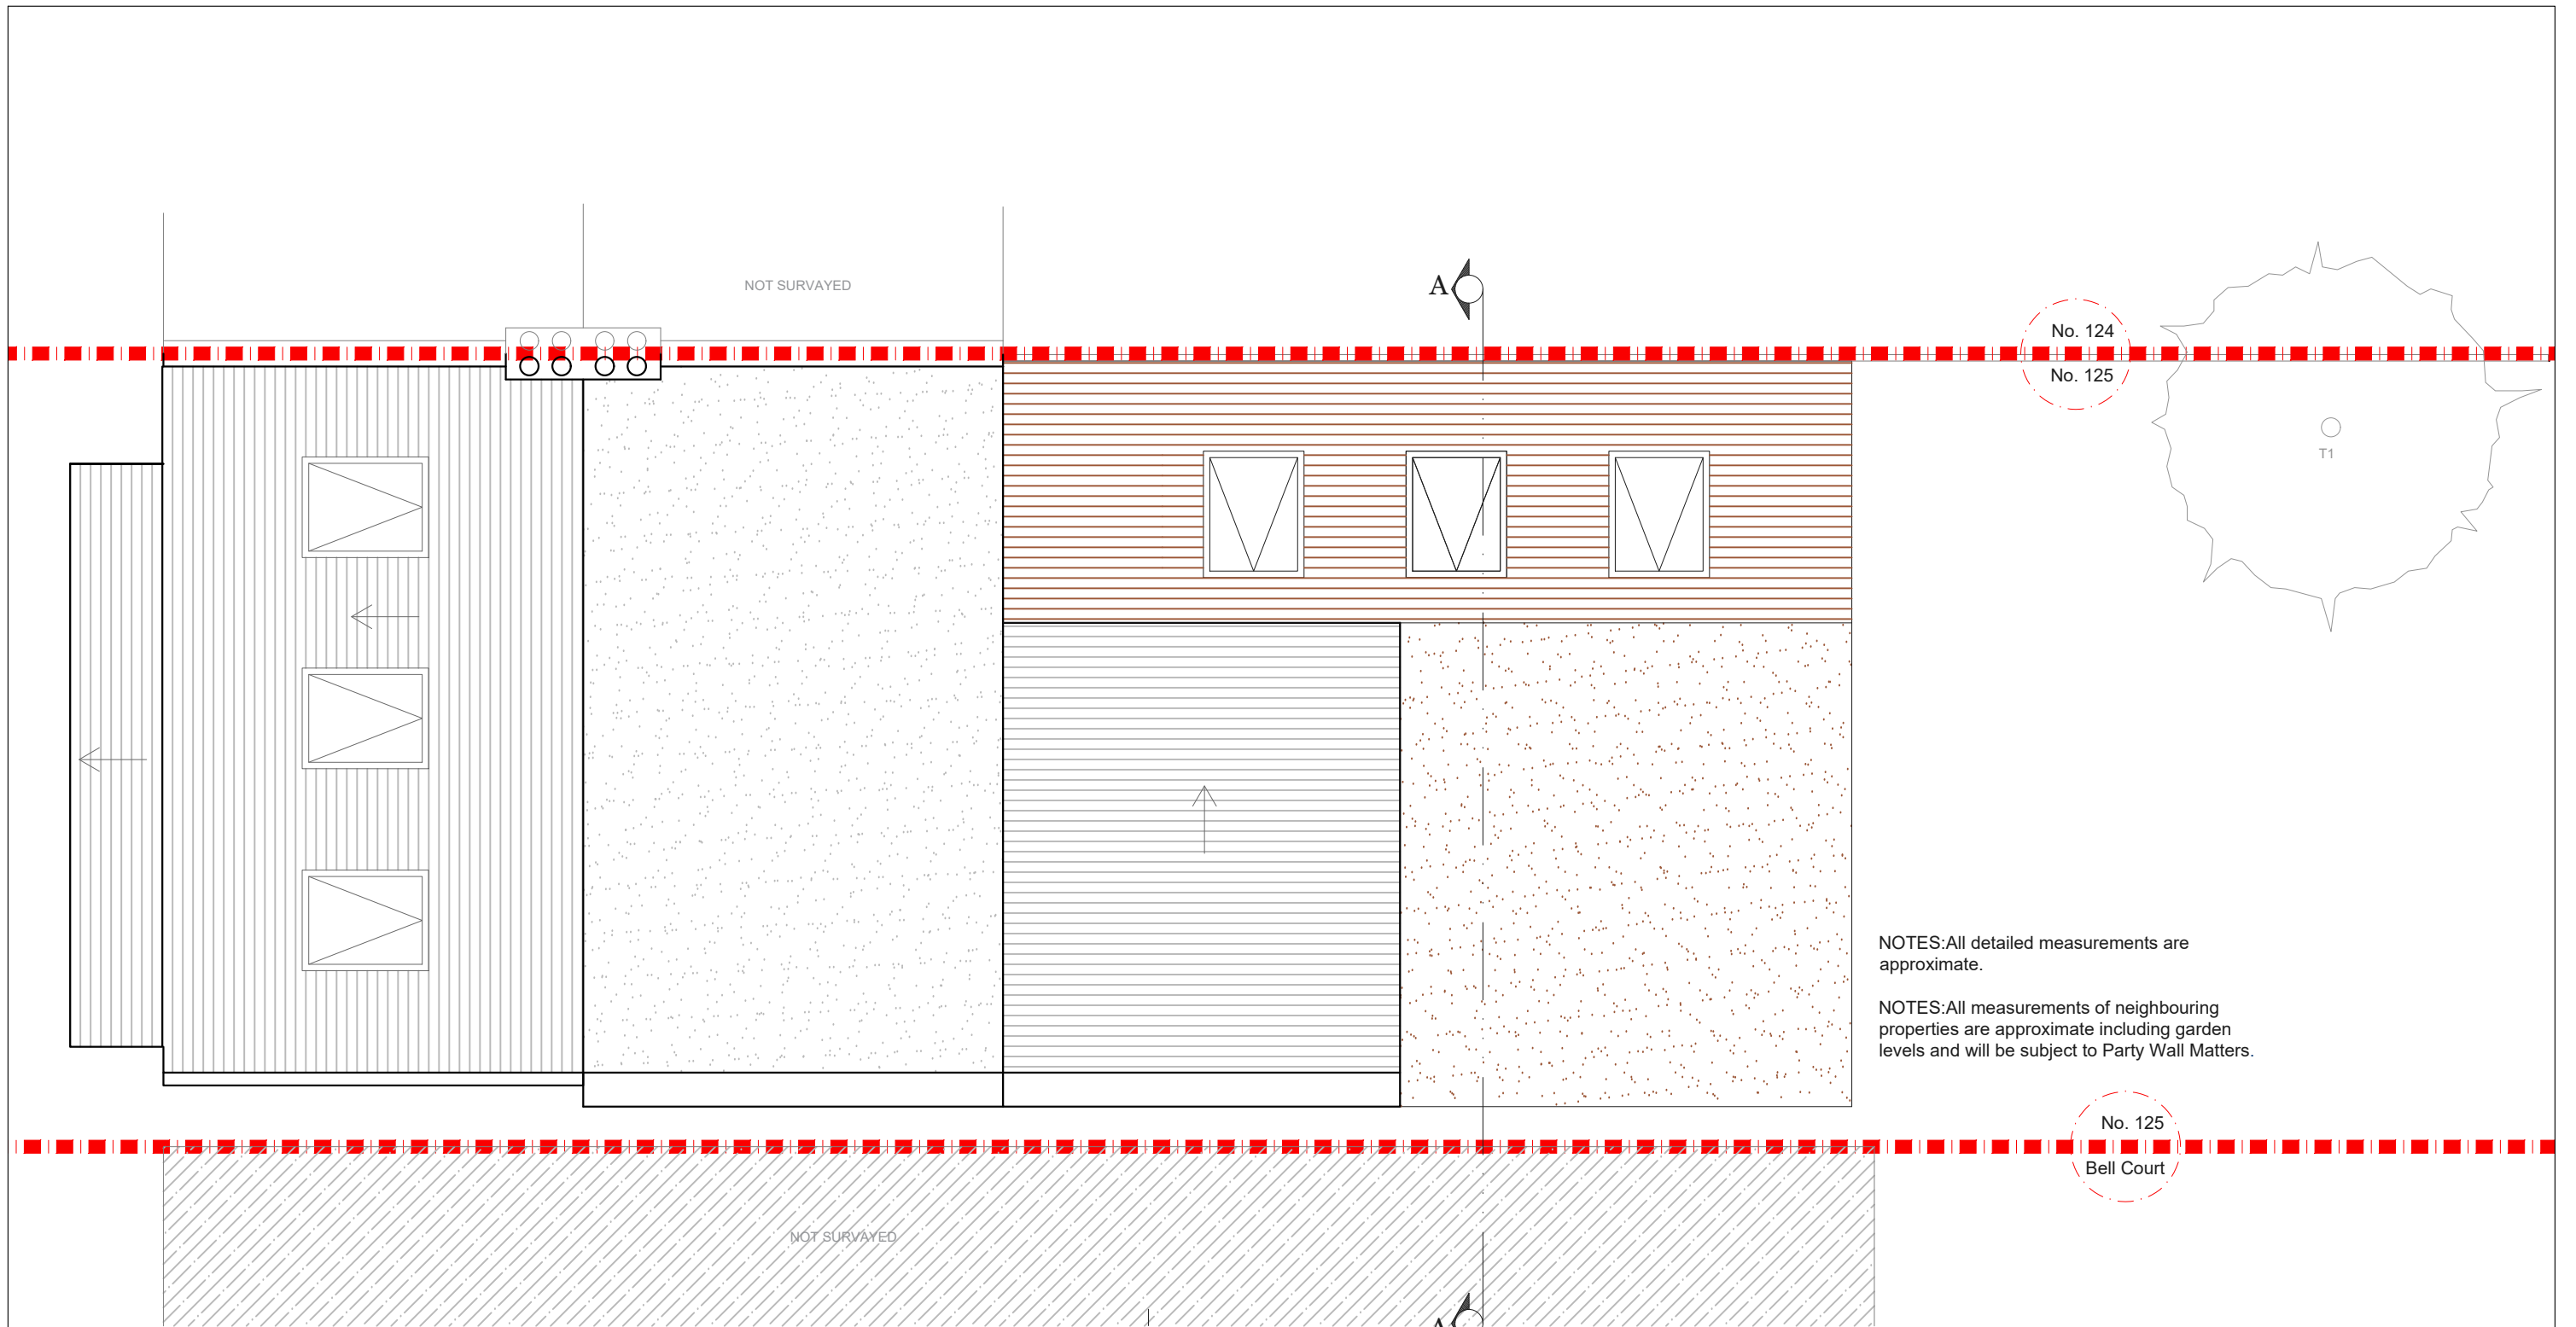 NOT SURVAYED
A
No. 124
No. 125
T1
NOTES:All detailed measurements are
approximate.
NOTES:All measurements of neighbouring
properties are approximate including garden
levels and will be subject to Party Wall Matters.
No. 125
Bell Court
NOT SURVAYED
A